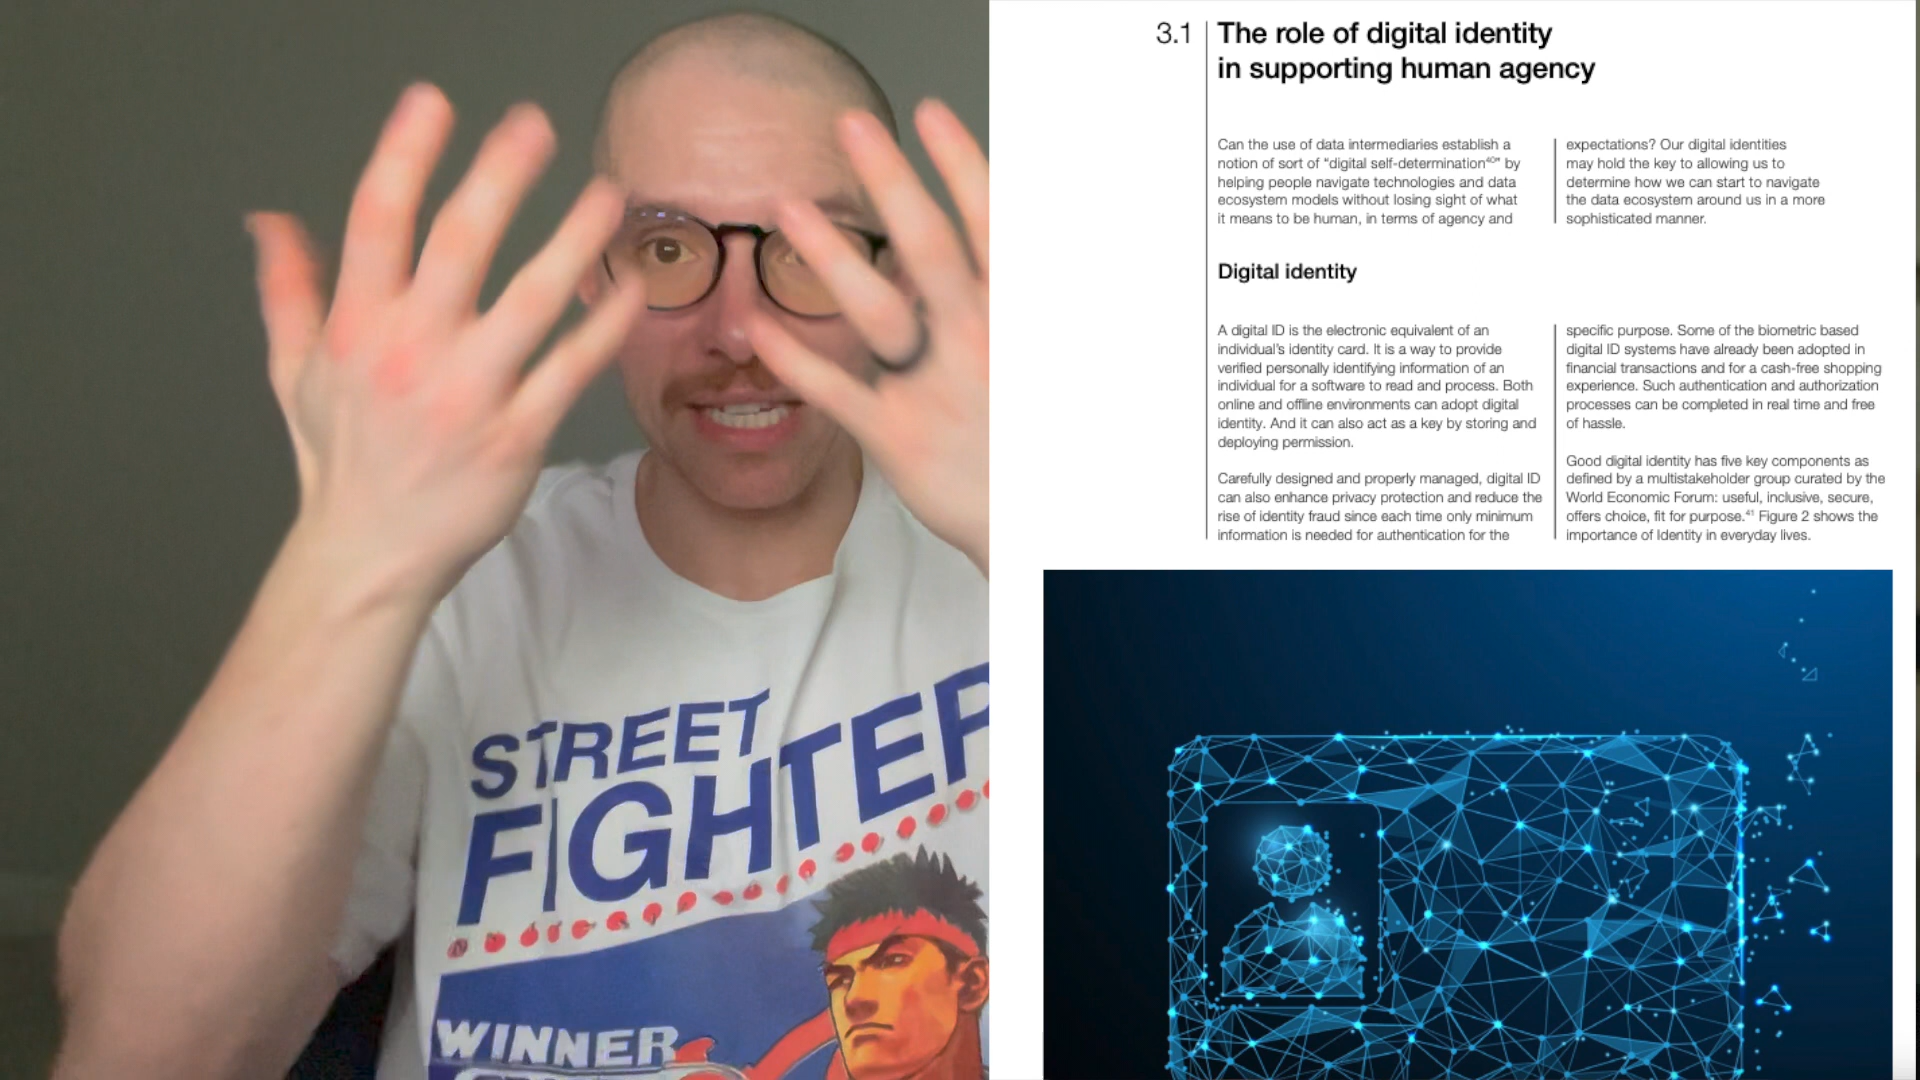 STREET
FIGHTER
WINNER
3.1
The role of digital identity
in supporting human agency
Can the use of data intermediaries establish a
notion of sort of “digital self-determination⁴⁰” by
helping people navigate technologies and data
ecosystem models without losing sight of what
it means to be human, in terms of agency and
expectations? Our digital identities
may hold the key to allowing us to
determine how we can start to navigate
the data ecosystem around us in a more
sophisticated manner.
Digital identity
A digital ID is the electronic equivalent of an
individual’s identity card. It is a way to provide
verified personally identifying information of an
individual for a software to read and process. Both
online and offline environments can adopt digital
identity. And it can also act as a key by storing and
deploying permission.
Carefully designed and properly managed, digital ID
can also enhance privacy protection and reduce the
rise of identity fraud since each time only minimum
information is needed for authentication for the
specific purpose. Some of the biometric based
digital ID systems have already been adopted in
financial transactions and for a cash-free shopping
experience. Such authentication and authorization
processes can be completed in real time and free
of hassle.
Good digital identity has five key components as
defined by a multistakeholder group curated by the
World Economic Forum: useful, inclusive, secure,
offers choice, fit for purpose.⁴¹ Figure 2 shows the
importance of Identity in everyday lives.